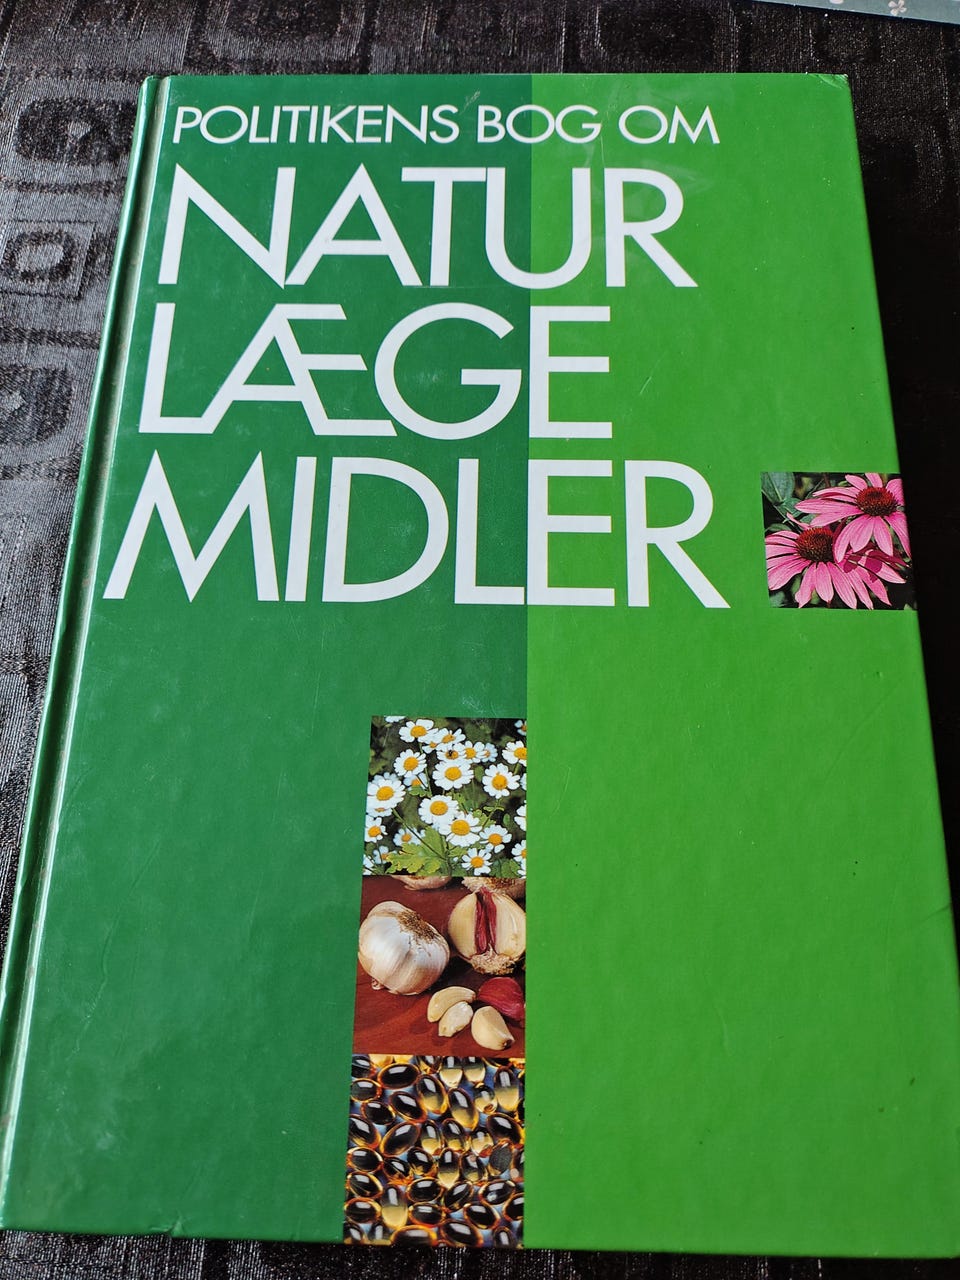 POLITIKENS BOG OM
NATUR
LÆGE
MIDLER